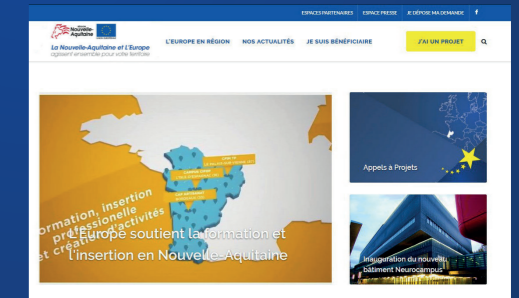 ESPACES PARTENAIRES ESPACE PRESSE JE DÉPOSE MA DEMANDE f
Nouvelle-
Aquitaine
La Nouvelle-Aquitaine et L'Europe
agissent ensemble pour votre territoire
L'EUROPE EN RÉGION NOS ACTUALITÉS JE SUIS BÉNÉFICIAIRE J'AI UN PROJET
formation, insertion
professionelle
et création d'activités
L'Europe soutient la formation et
l'insertion en Nouvelle-Aquitaine
Appels à Projets
Inauguration du nouveau
bâtiment Neurocampus